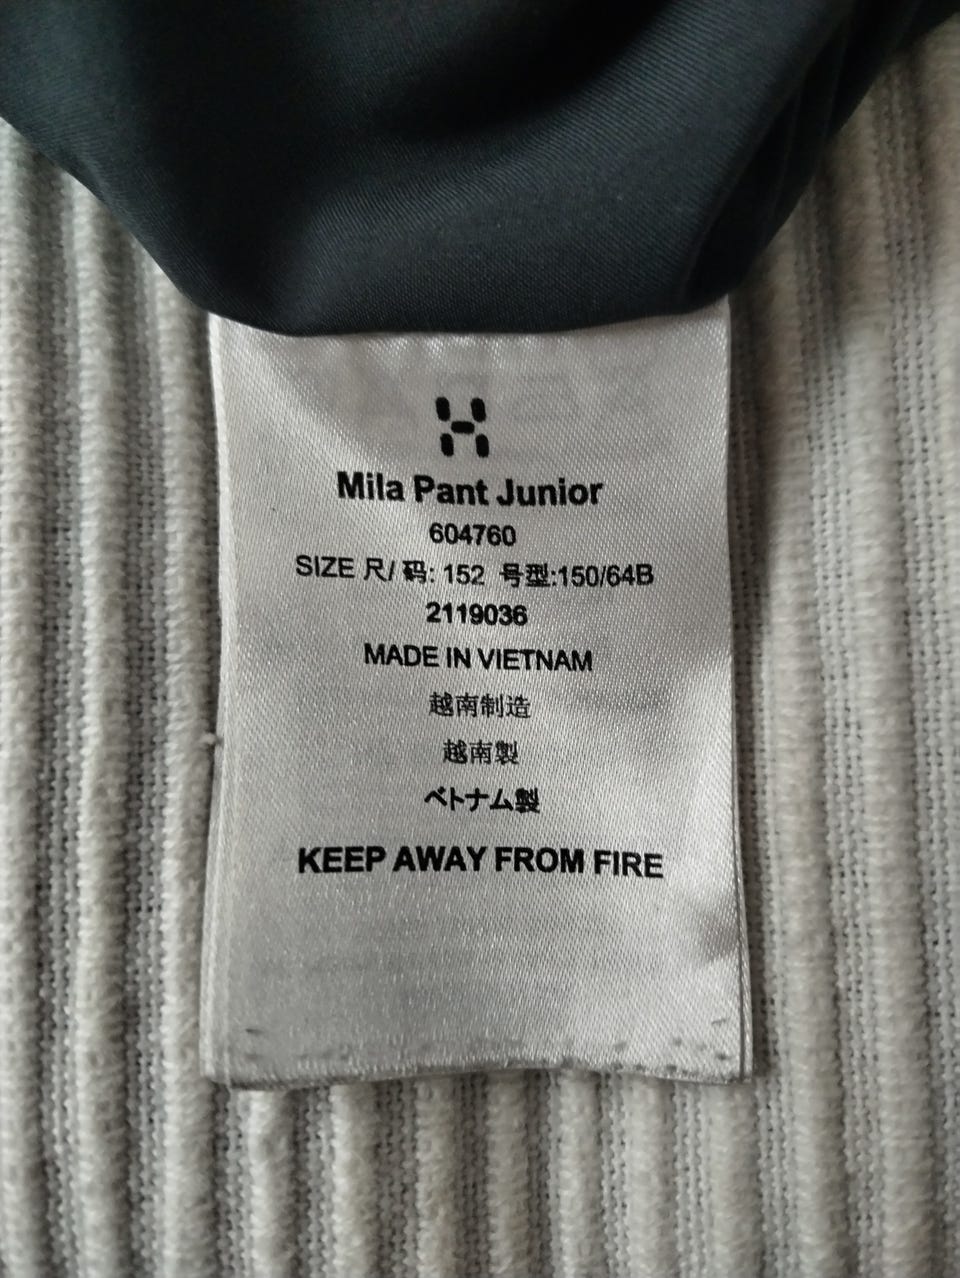 Mila Pant Junior
604760
SIZE 尺/ 码: 152 号型:150/64B
2119036
MADE IN VIETNAM
越南制造
越南製
ベトナム製
KEEP AWAY FROM FIRE